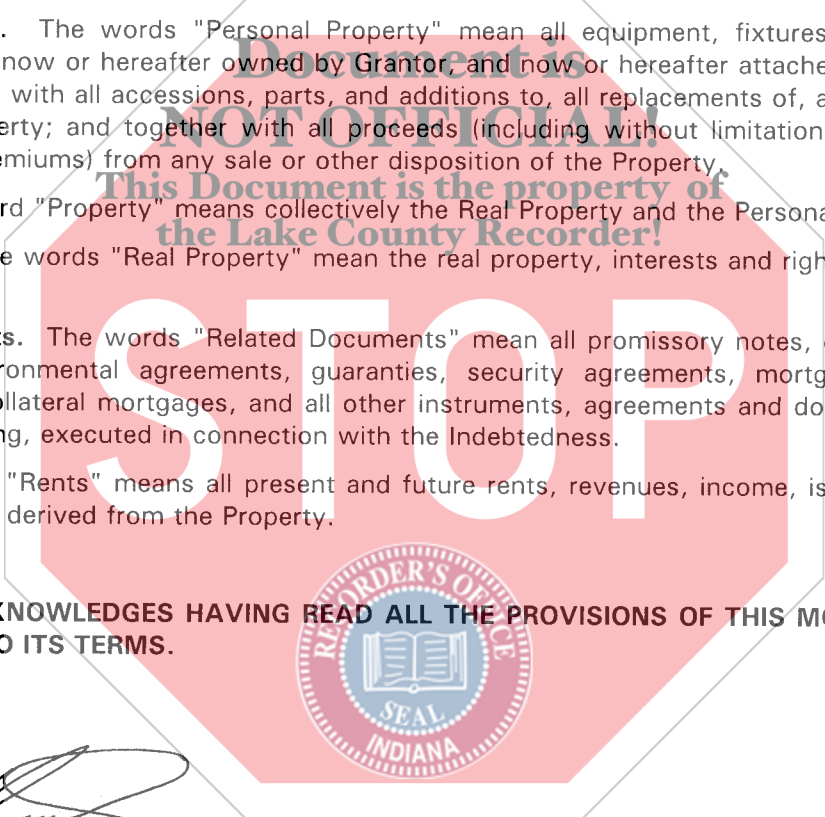 . The words "Personal Property" mean all equipment, fixtures
Document is
now or hereafter owned by Grantor, and now or hereafter attache
with all accessions, parts, and additions to, all replacements of, a
NOT OFFICIAL!
erty; and together with all proceeds (including without limitation
emiums) from any sale or other disposition of the Property.
This Document is the property of
rd "Property" means collectively the Real Property and the Persona
the Lake County Recorder!
e words "Real Property" mean the real property, interests and righ
STOP
ts. The words "Related Documents" mean all promissory notes,
onmental agreements, guaranties, security agreements, mortg
ollateral mortgages, and all other instruments, agreements and do
ng, executed in connection with the Indebtedness.
"Rents" means all present and future rents, revenues, income, is
derived from the Property.
RECORDER'S OFFICE
KNOWLEDGES HAVING READ ALL THE PROVISIONS OF THIS MO
O ITS TERMS.
SEAL
INDIANA